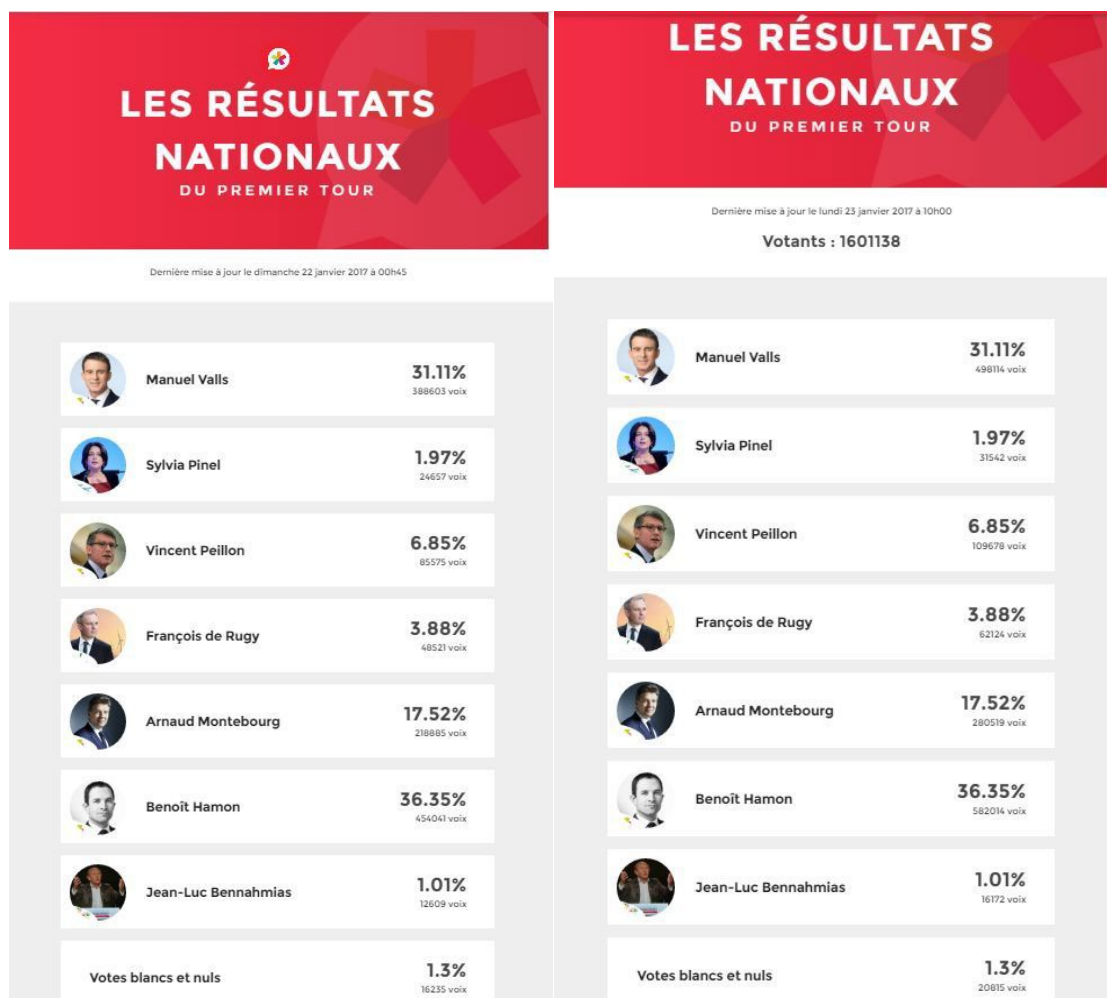 LES RÉSULTATS
NATIONAUX
DU PREMIER TOUR
Dernière mise à jour le dimanche 22 janvier 2017 à 00h45
Manuel Valls
31.11%
388603 voix
Sylvia Pinel
1.97%
24657 voix
Vincent Peillon
6.85%
85575 voix
François de Rugy
3.88%
48521 voix
Arnaud Montebourg
17.52%
218885 voix
Benoît Hamon
36.35%
454041 voix
Jean-Luc Bennahmias
1.01%
12609 voix
Votes blancs et nuls
1.3%
16235 voix
LES RÉSULTATS
NATIONAUX
DU PREMIER TOUR
Dernière mise à jour le lundi 23 janvier 2017 à 10h00
Votants : 1601138
Manuel Valls
31.11%
498114 voix
Sylvia Pinel
1.97%
31542 voix
Vincent Peillon
6.85%
109678 voix
François de Rugy
3.88%
62124 voix
Arnaud Montebourg
17.52%
280519 voix
Benoît Hamon
36.35%
582014 voix
Jean-Luc Bennahmias
1.01%
16172 voix
Votes blancs et nuls
1.3%
20815 voix